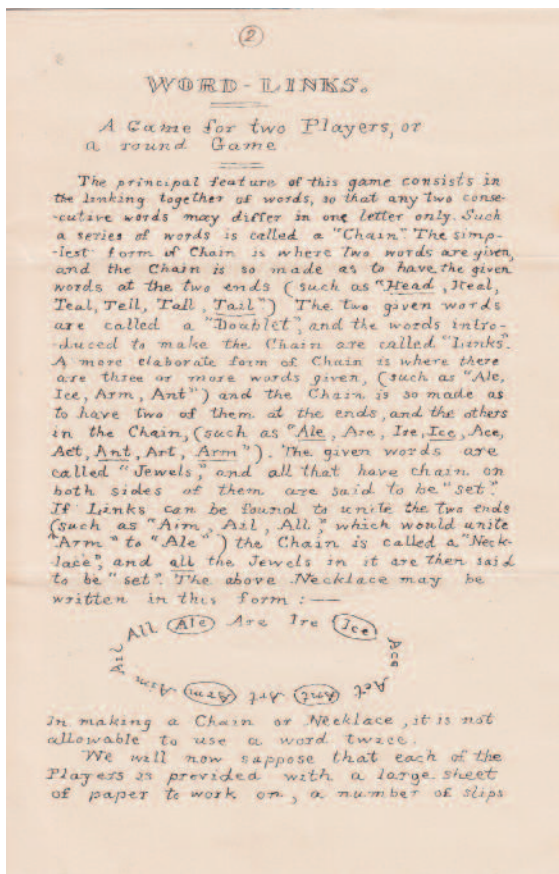 2
WORD-LINKS.
A Game for two Players, or
a round Game
The principal feature of this game consists in
the linking together of words, so that any two conse-
-cutive words may differ in one letter only. Such
a series of words is called a "Chain". The simp-
-lest form of Chain is where two words are given,
and the Chain is so made as to have the given
words at the two ends (such as "Head, Heal,
Teal, Tell, Tall, Tail") The two given words
are called a "Doublet", and the words intro-
-duced to make the Chain are called "Links".
A more elaborate form of Chain is where there
are three or more words given, (such as "Ale,
Ice, Arm, Ant") and the Chain is so made as
to have two of them at the ends, and the others
in the Chain, (such as "Ale, Are, Ire, Ice, Ace,
Act, Ant, Art, Arm"). The given words are
called "Jewels", and all that have chain on
both sides of them are said to be "set".
If Links can be found to unite the two ends
(such as "Aim, Ail, All," which would unite
"Arm" to "Ale") the Chain is called a "Neck-
lace", and all the Jewels in it are then said
to be "set". The above Necklace may be
written in this form : —
Ail All Ale Are Ire Ice Ace
Aim Arm Art Ant Act
In making a Chain or Necklace, it is not
allowable to use a word twice.
We will now suppose that each of the
Players is provided with a large sheet
of paper to work on, a number of slips